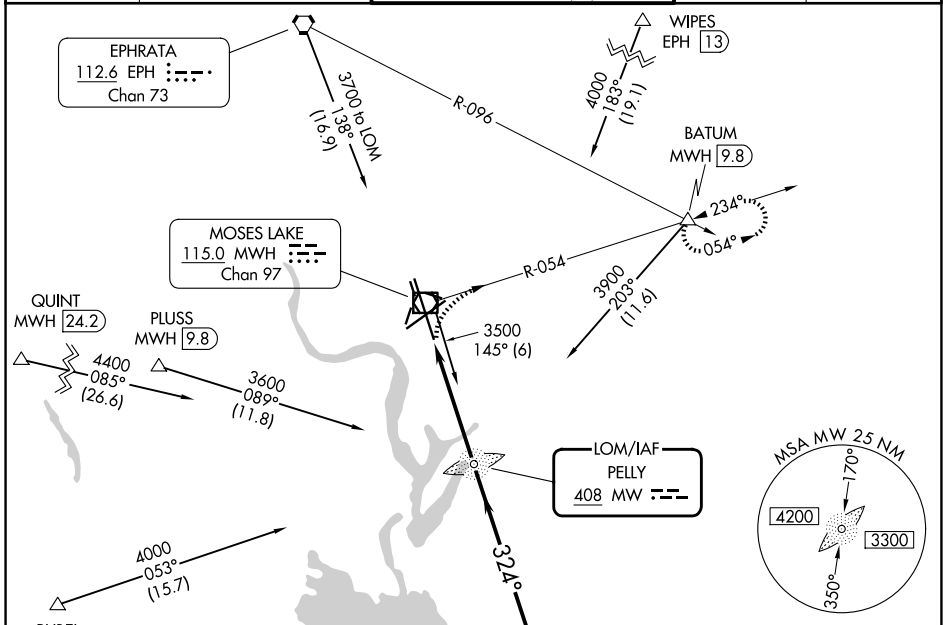 WIPES
EPH 13
EPHRATA
112.6 EPH
Chan 73
3700 to LOM
138°
(16.9)
4000
183°
(19.1)
R-096
BATUM
MWH 9.8
234°
054°
MOSES LAKE
115.0 MWH
Chan 97
R-054
3900
203°
(11.6)
QUINT
MWH 24.2
PLUSS
MWH 9.8
3500
145° (6)
4400
085°
(26.6)
3600
089°
(11.8)
LOM/IAF
PELLY
408 MW
MSA MW 25 NM
170°
4200
3300
350°
324°
4000
053°
(15.7)